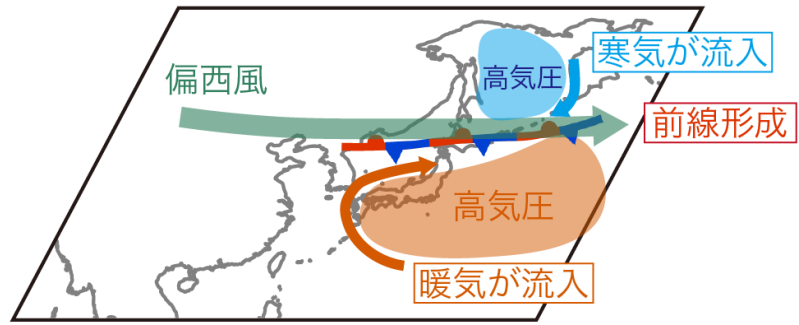 寒気が流入
高気圧
偏西風
前線形成
高気圧
暖気が流入